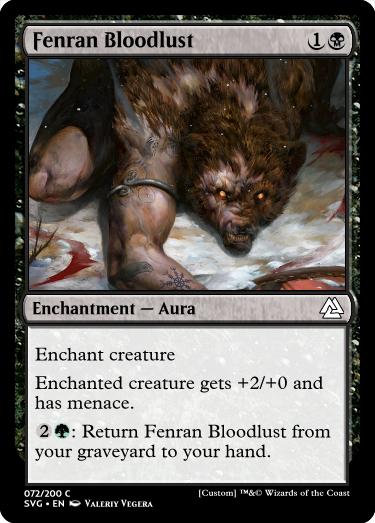 Fenran Bloodlust 1
Enchantment — Aura
Enchant creature
Enchanted creature gets +2/+0 and
has menace.
2 : Return Fenran Bloodlust from
your graveyard to your hand.
072/200 C [Custom] ™&© Wizards of the Coast
SVG • EN Valeriy Vegera